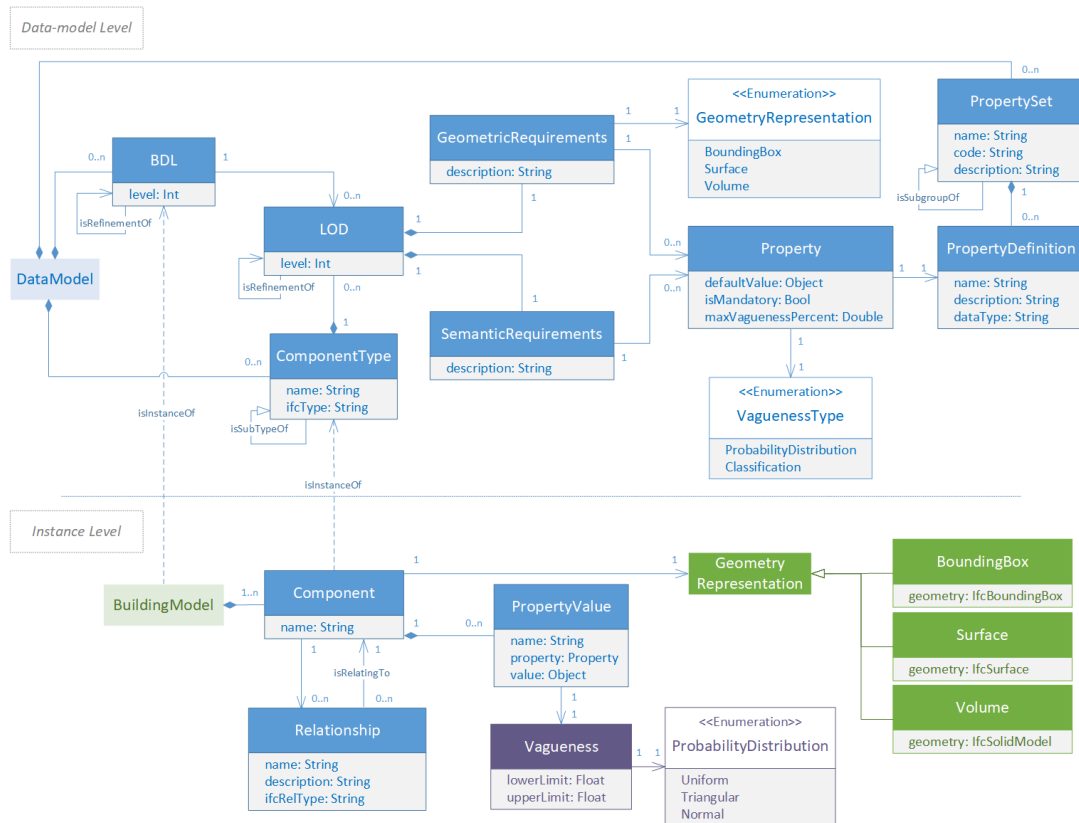 Data-model Level
0..n
<<Enumeration>>
GeometryRepresentation
BoundingBox
Surface
Volume
PropertySet
name: String
code: String
description: String
isSubgroupOf
0..n
1
1
1
GeometricRequirements
description: String
0..n
1
BDL
level: Int
isRefinementOf
0..n
LOD
level: Int
isRefinementOf
1
1
1
0..n
0..n
Property
defaultValue: Object
isMandatory: Bool
maxVaguenessPercent: Double
1
1
PropertyDefinition
name: String
description: String
dataType: String
DataModel
0..n
1
1
SemanticRequirements
description: String
1
1
1
0..n
ComponentType
name: String
ifcType: String
isSubTypeOf
<<Enumeration>>
VaguenessType
ProbabilityDistribution
Classification
isInstanceOf
isInstanceOf
Instance Level
BuildingModel
1..n
Component
name: String
1
1
1
Geometry
Representation
BoundingBox
geometry: IfcBoundingBox
Surface
geometry: IfcSurface
Volume
geometry: IfcSolidModel
0..n
PropertyValue
name: String
property: Property
value: Object
1
1
isRelatingTo
0..n
0..n
Relationship
name: String
description: String
ifcRelType: String
1
1
Vagueness
lowerLimit: Float
upperLimit: Float
1
1
<<Enumeration>>
ProbabilityDistribution
Uniform
Triangular
Normal